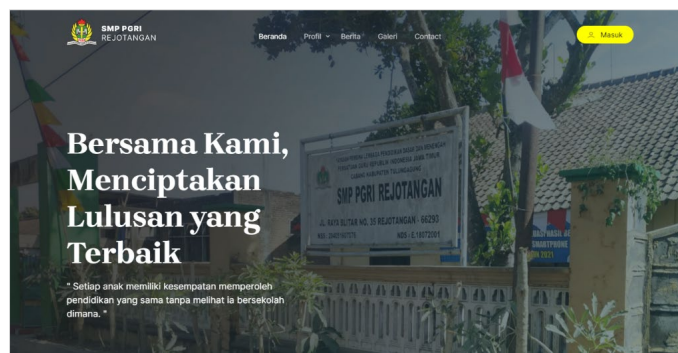 SMP PGRI
REJOTANGAN
Beranda Profil Berita Galeri Contact
Masuk
Bersama Kami,
Menciptakan
Lulusan yang
Terbaik
" Setiap anak memiliki kesempatan memperoleh
pendidikan yang sama tanpa melihat ia bersekolah
dimana. "
SMP PGRI REJOTANGAN
JL. RAYA BLITAR NO. 35 REJOTANGAN - 66293
SMARTPHONE
2021